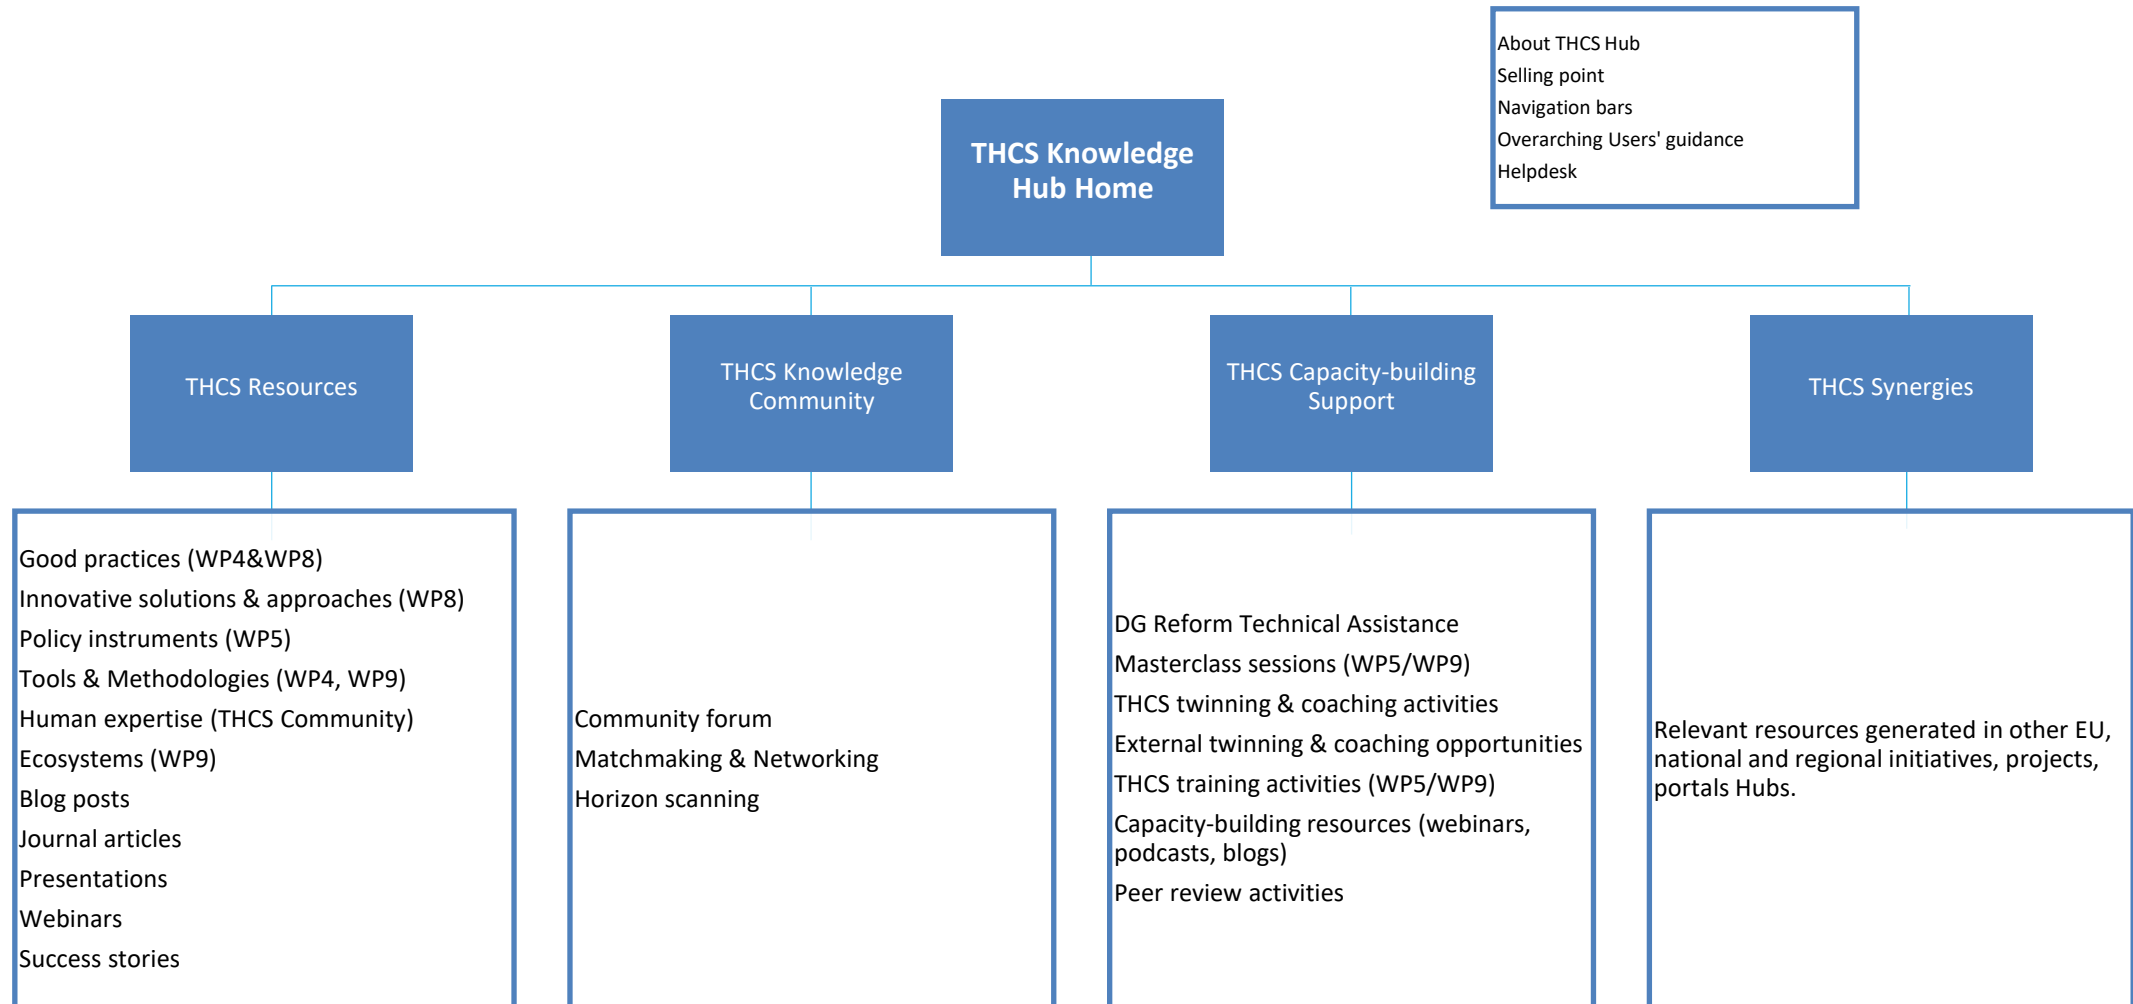 About THCS Hub
Selling point
Navigation bars
Overarching Users' guidance
Helpdesk
THCS Knowledge
Hub Home
THCS Resources
THCS Knowledge
Community
THCS Capacity-building
Support
THCS Synergies
Good practices (WP4&WP8)
Innovative solutions & approaches (WP8)
Policy instruments (WP5)
Tools & Methodologies (WP4, WP9)
Human expertise (THCS Community)
Ecosystems (WP9)
Blog posts
Journal articles
Presentations
Webinars
Success stories
Community forum
Matchmaking & Networking
Horizon scanning
DG Reform Technical Assistance
Masterclass sessions (WP5/WP9)
THCS twinning & coaching activities
External twinning & coaching opportunities
THCS training activities (WP5/WP9)
Capacity-building resources (webinars,
podcasts, blogs)
Peer review activities
Relevant resources generated in other EU,
national and regional initiatives, projects,
portals Hubs.